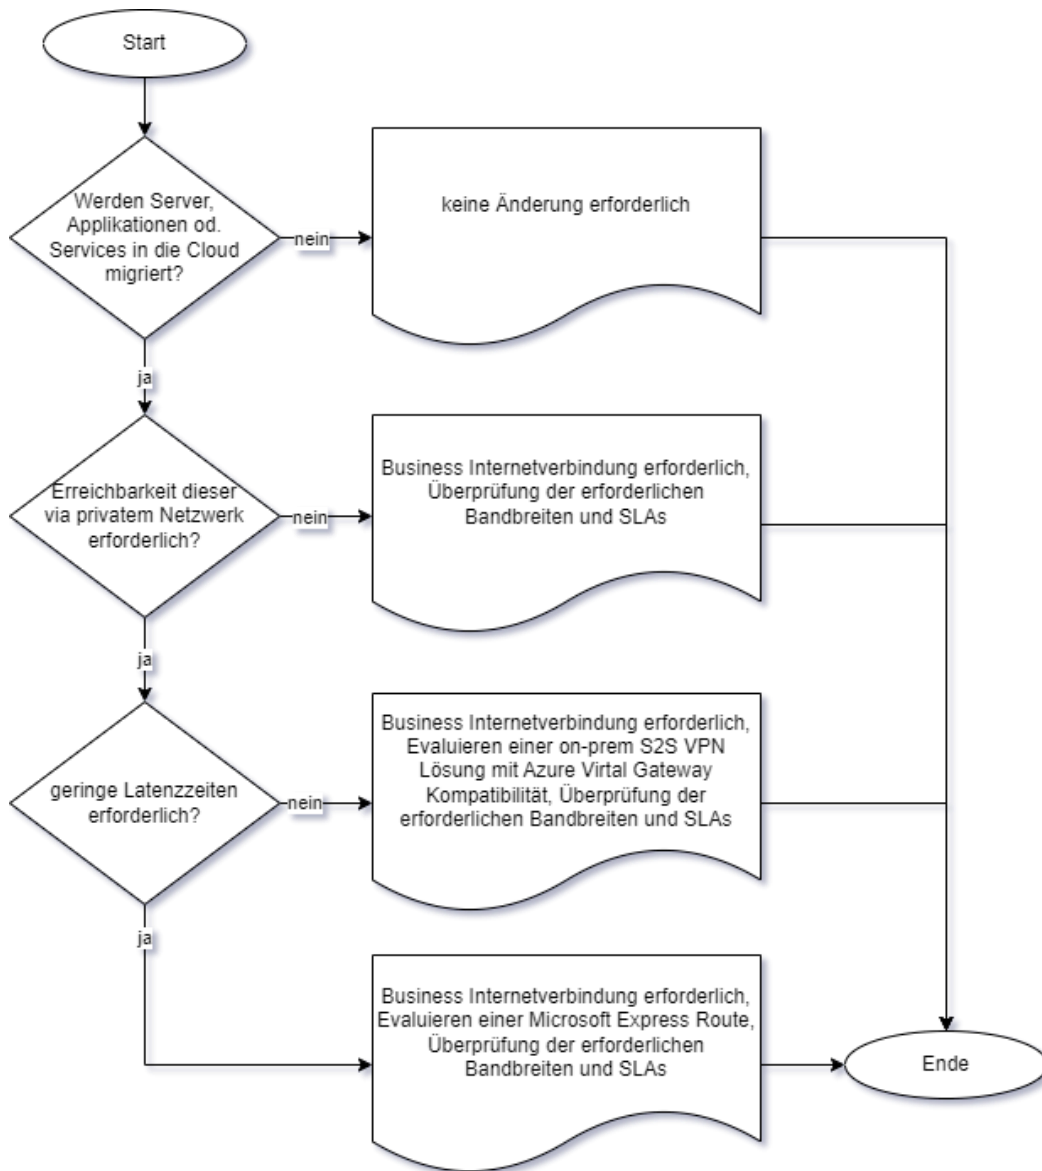 Start
Werden Server,
Applikationen od.
Services in die Cloud
migriert?
nein
keine Änderung erforderlich
ja
Erreichbarkeit dieser
via privatem Netzwerk
erforderlich?
nein
Business Internetverbindung erforderlich,
Überprüfung der erforderlichen
Bandbreiten und SLAs
ja
geringe Latenzzeiten
erforderlich?
nein
Business Internetverbindung erforderlich,
Evaluieren einer on-prem S2S VPN
Lösung mit Azure Virtal Gateway
Kompatibilität, Überprüfung der
erforderlichen Bandbreiten und SLAs
ja
Business Internetverbindung erforderlich,
Evaluieren einer Microsoft Express Route,
Überprüfung der erforderlichen
Bandbreiten und SLAs
Ende